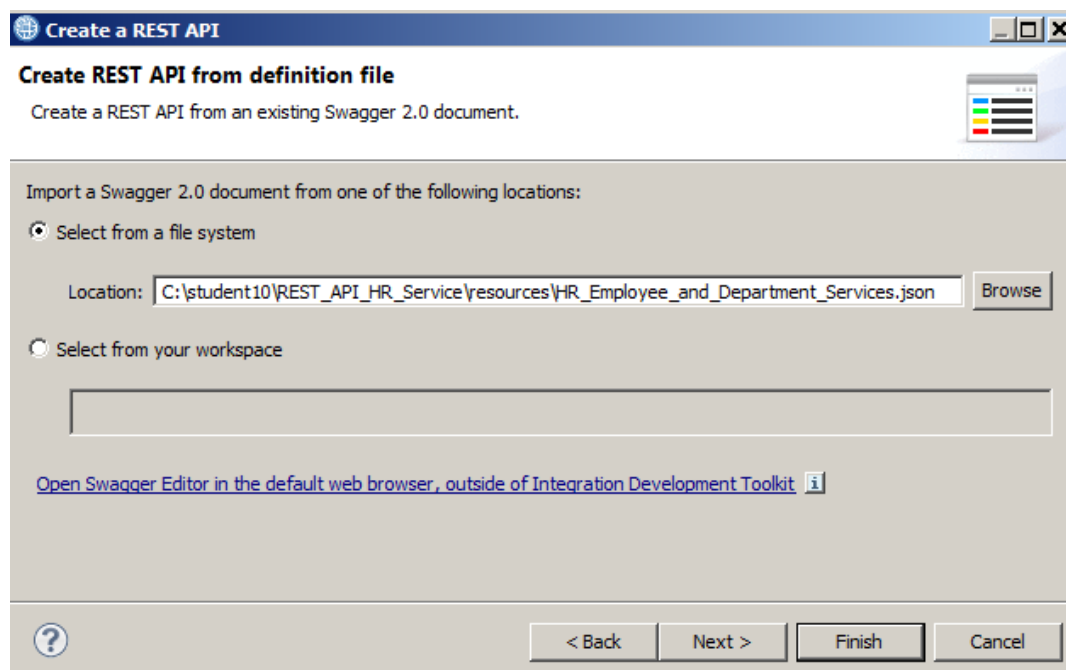 Create a REST API
Create REST API from definition file
Create a REST API from an existing Swagger 2.0 document.
Import a Swagger 2.0 document from one of the following locations:
Select from a file system
Location: C:\student10\REST_API_HR_Service\resources\HR_Employee_and_Department_Services.json Browse
Select from your workspace
Open Swagger Editor in the default web browser, outside of Integration Development Toolkit i
? < Back Next > Finish Cancel